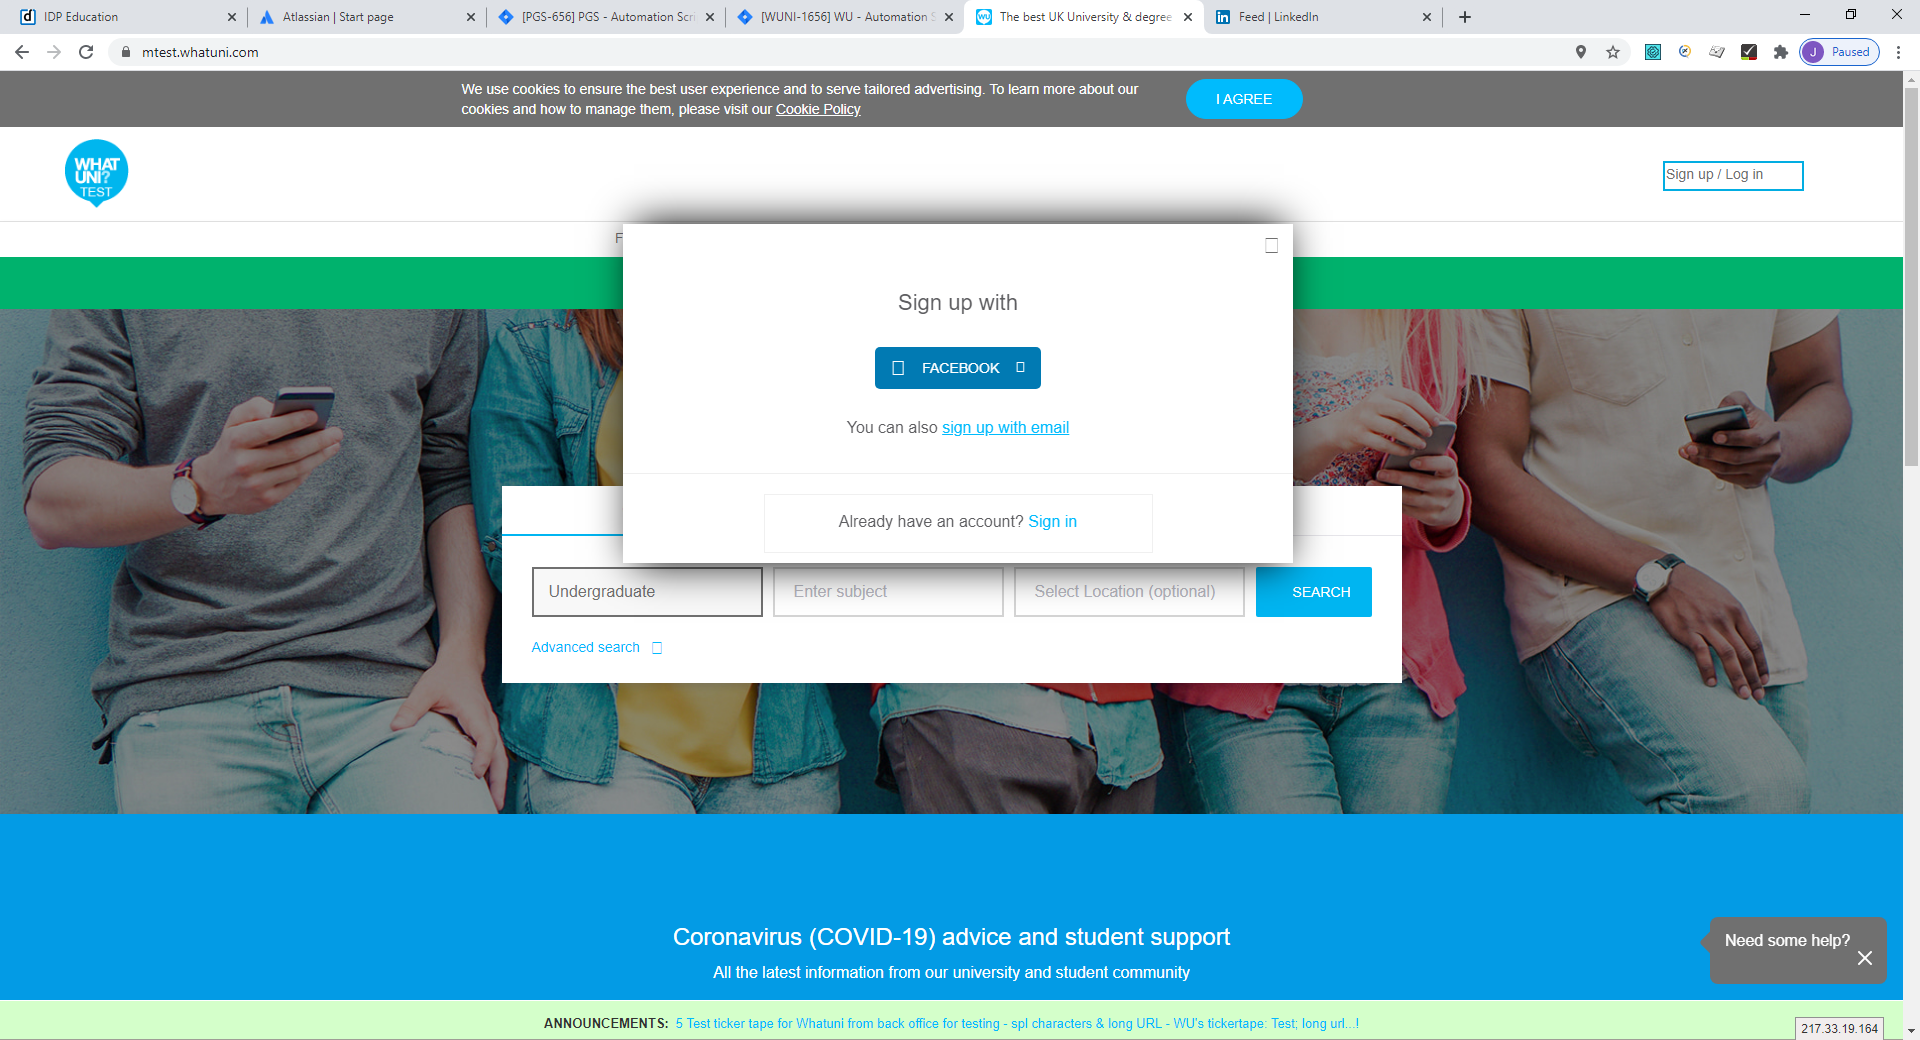 IDP Education
Atlassian | Start page
[PGS-656] PGS - Automation Scri
[WUNI-1656] WU - Automation S
The best UK University & degree
Feed | LinkedIn
mtest.whatuni.com
J Paused
We use cookies to ensure the best user experience and to serve tailored advertising. To learn more about our
cookies and how to manage them, please visit our Cookie Policy
I AGREE
WHAT
UNI?
TEST
Sign up / Log in
F
Sign up with
FACEBOOK
You can also sign up with email
Already have an account? Sign in
Undergraduate
Enter subject
Select Location (optional)
SEARCH
Advanced search
Coronavirus (COVID-19) advice and student support
All the latest information from our university and student community
Need some help?
ANNOUNCEMENTS: 5 Test ticker tape for Whatuni from back office for testing - spl characters & long URL - WU's tickertape: Test; long url...!
217.33.19.164